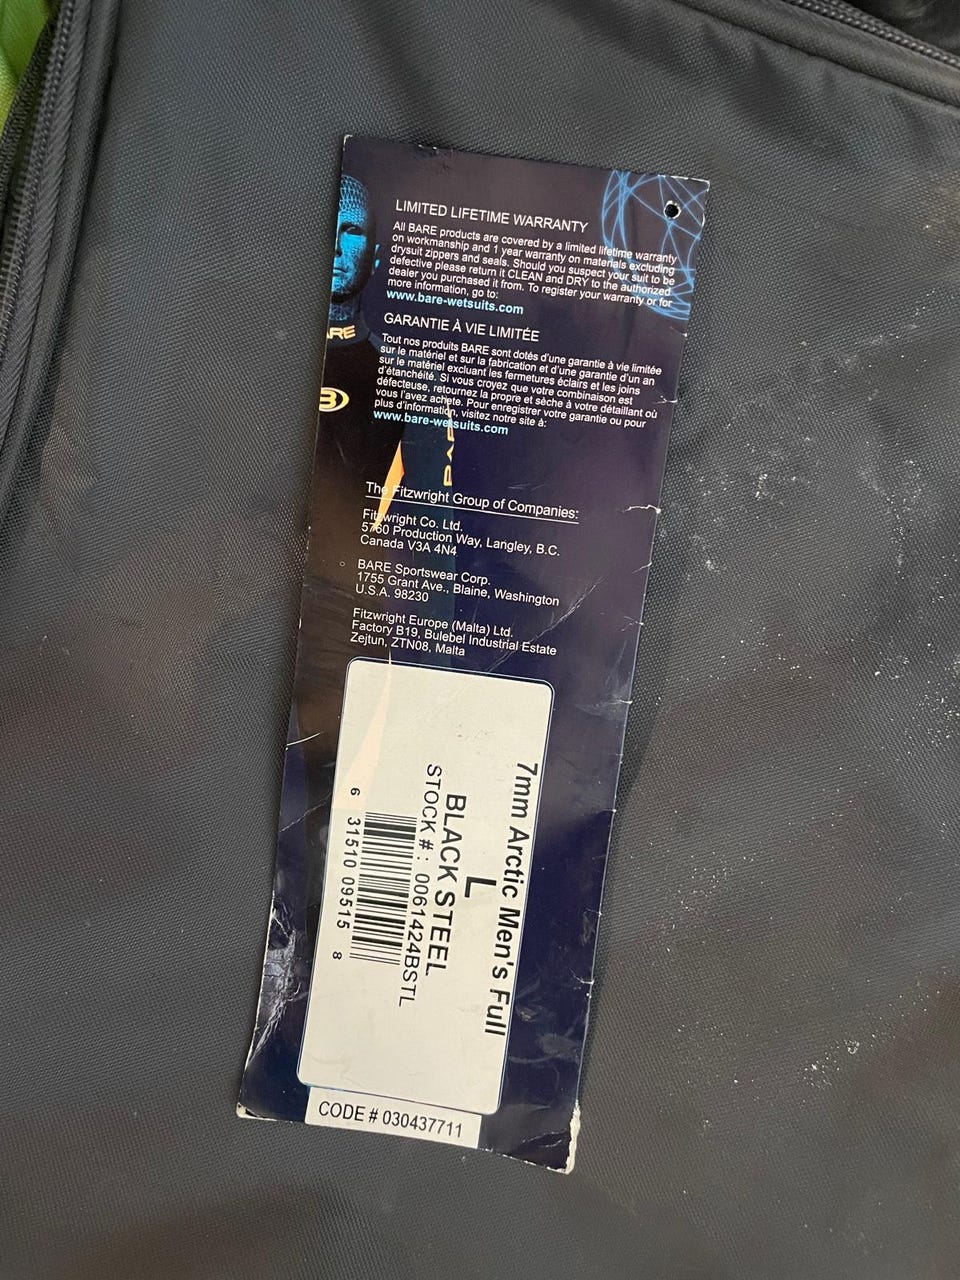 LIMITED LIFETIME WARRANTY
All BARE products are covered by a limited lifetime warranty
on workmanship and 1 year warranty on materials excluding
drysuit zippers and seals. Should you suspect your suit to be
defective please return it CLEAN and DRY to the authorized
dealer you purchased it from. To register your warranty or for
more information, go to:
www.bare-wetsuits.com
GARANTIE À VIE LIMITÉE
Tout nos produits BARE sont dotés d'une garantie à vie limitée
sur le matériel et sur la fabrication et d'une garantie d'un an
sur le matériel excluant les fermetures éclairs et les joins
d'étanchéité. Si vous croyez que votre combinaison est
défecteuse, retournez la propre et sèche à votre détaillant où
vous l'avez achete. Pour enregistrer votre garantie ou pour
plus d'information, visitez notre site à:
www.bare-wetsuits.com
ARE
B
BAR
The Fitzwright Group of Companies:
Fitzwright Co. Ltd.
5760 Production Way, Langley, B.C.
Canada V3A 4N4
BARE Sportswear Corp.
1755 Grant Ave., Blaine, Washington
U.S.A. 98230
Fitzwright Europe (Malta) Ltd.
Factory B19, Bulebel Industrial Estate
Zejtun, ZTN08, Malta
7mm Arctic Men's Full
L
BLACK STEEL
STOCK # : 0061424BSTL
6 31510 09515 8
CODE # 030437711